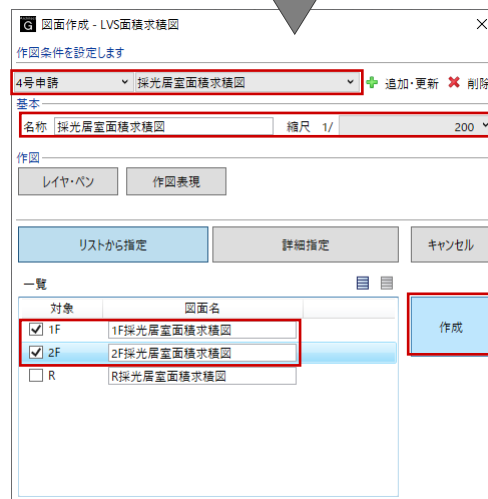 G 図面作成 - LVS面積求積図 ×
作図条件を設定します
4号申請 採光居室面積求積図 追加・更新 削除
基本
名称 採光居室面積求積図 縮尺 1/ 200
作図
レイヤ・ペン 作図表現
リストから指定 詳細指定 キャンセル
一覧
対象 図面名
1F 1F採光居室面積求積図
2F 2F採光居室面積求積図
R R採光居室面積求積図
作成